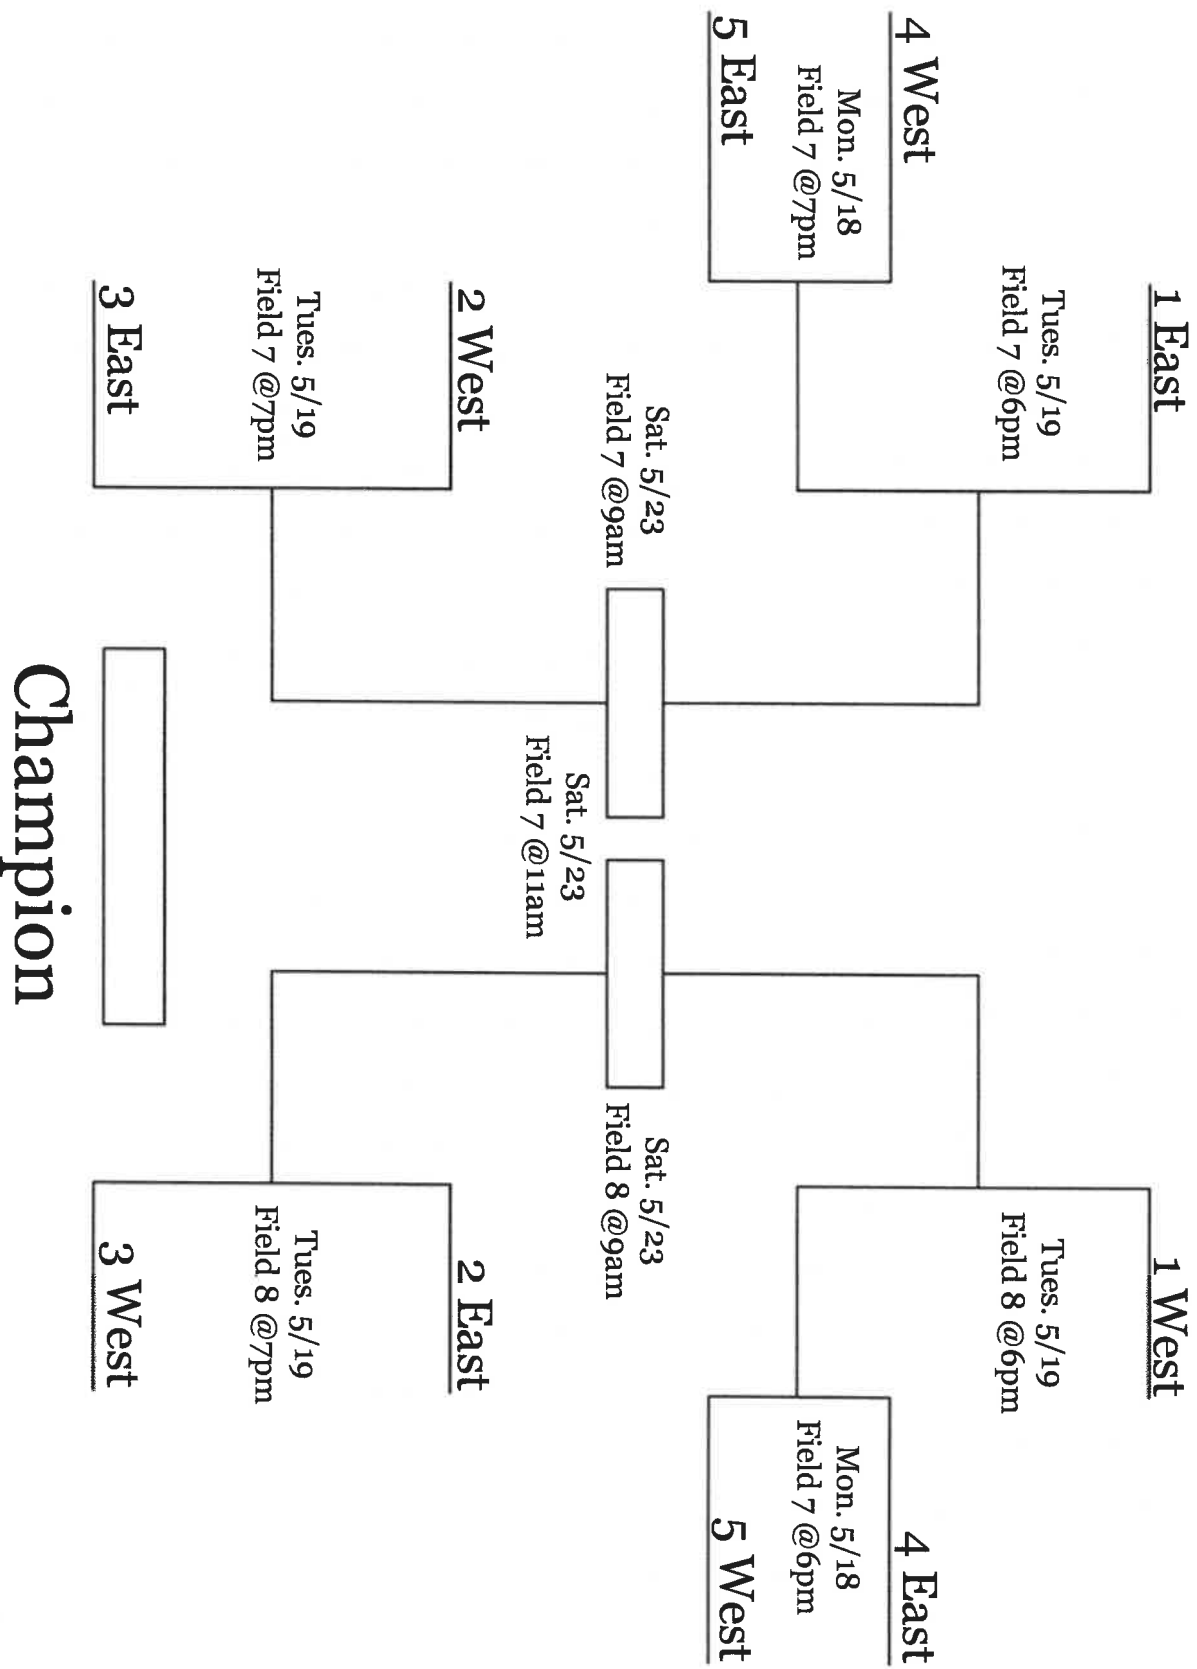 1 East
Tues. 5/19
Field 7 @6pm
4 West
Mon. 5/18
Field 7 @7pm
5 East
2 West
Tues. 5/19
Field 7 @7pm
3 East
Sat. 5/23
Field 7 @9am
Sat. 5/23
Field 7 @11am
Sat. 5/23
Field 8 @9am
1 West
Tues. 5/19
Field 8 @6pm
4 East
Mon. 5/18
Field 7 @6pm
5 West
2 East
Tues. 5/19
Field 8 @7pm
3 West
Champion